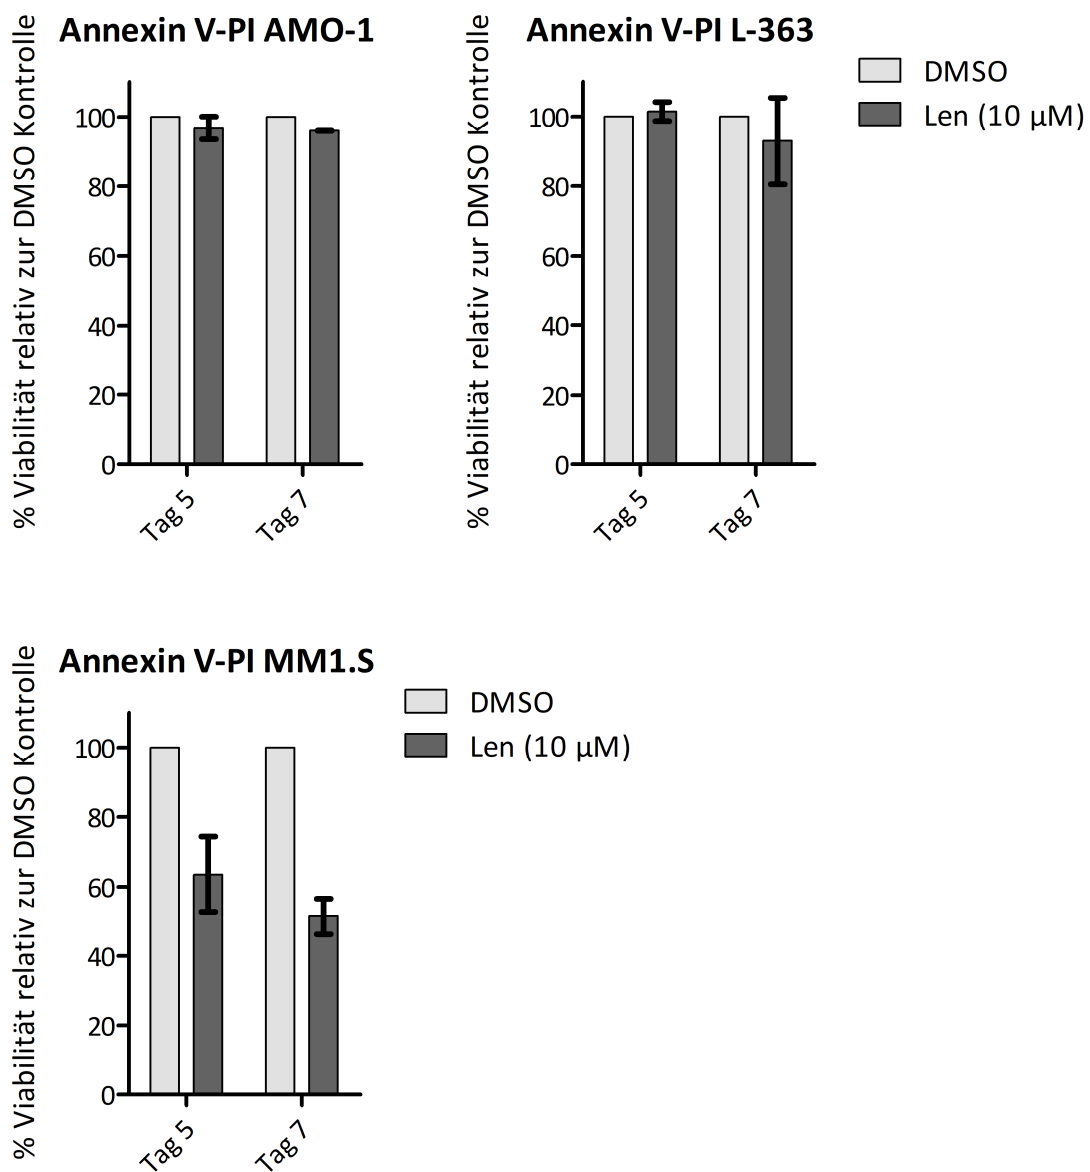 Annexin V-PI AMO-1
% Viabilität relativ zur DMSO Kontrolle
100
80
60
40
20
0
Tag 5
Tag 7
Annexin V-PI L-363
% Viabilität relativ zur DMSO Kontrolle
100
80
60
40
20
0
Tag 5
Tag 7
DMSO
Len (10 µM)
Annexin V-PI MM1.S
% Viabilität relativ zur DMSO Kontrolle
100
80
60
40
20
0
Tag 5
Tag 7
DMSO
Len (10 µM)